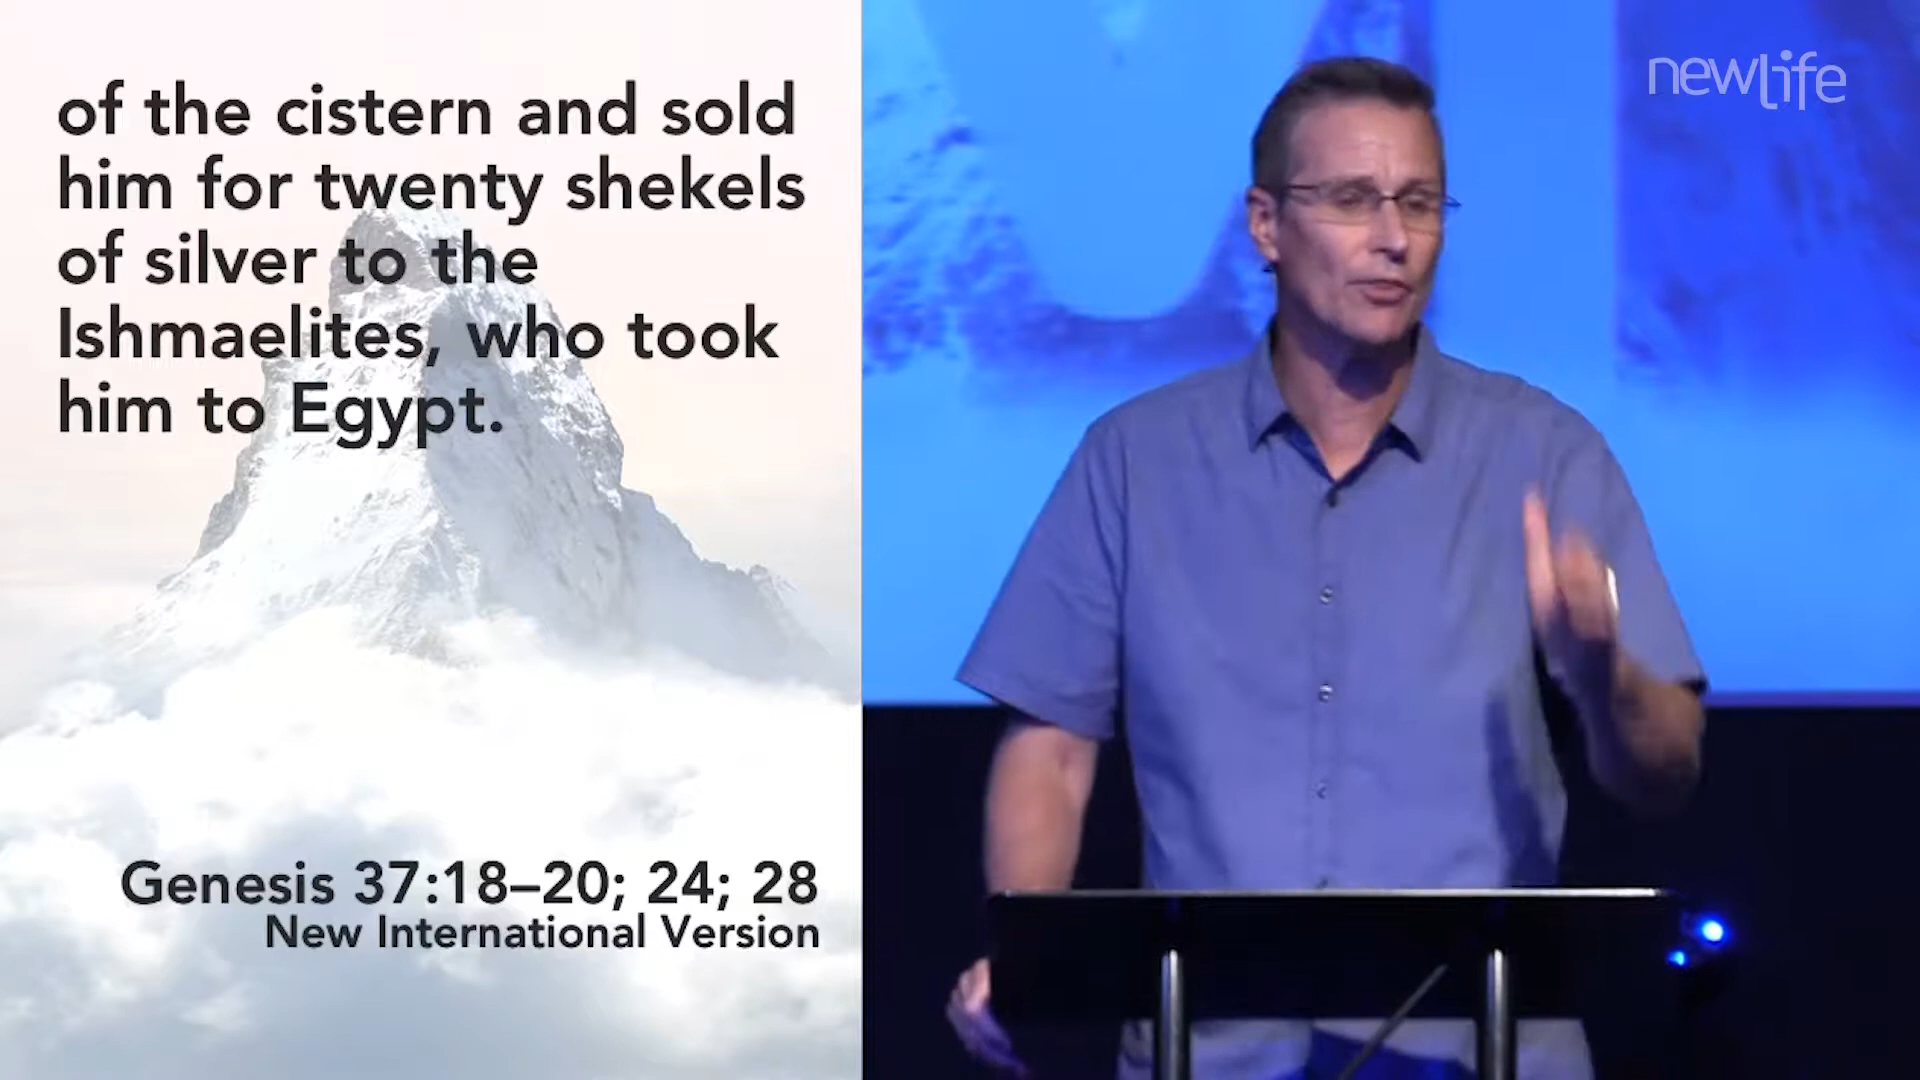 of the cistern and sold
him for twenty shekels
of silver to the
Ishmaelites, who took
him to Egypt.
Genesis 37:18–20; 24; 28
New International Version
newlife